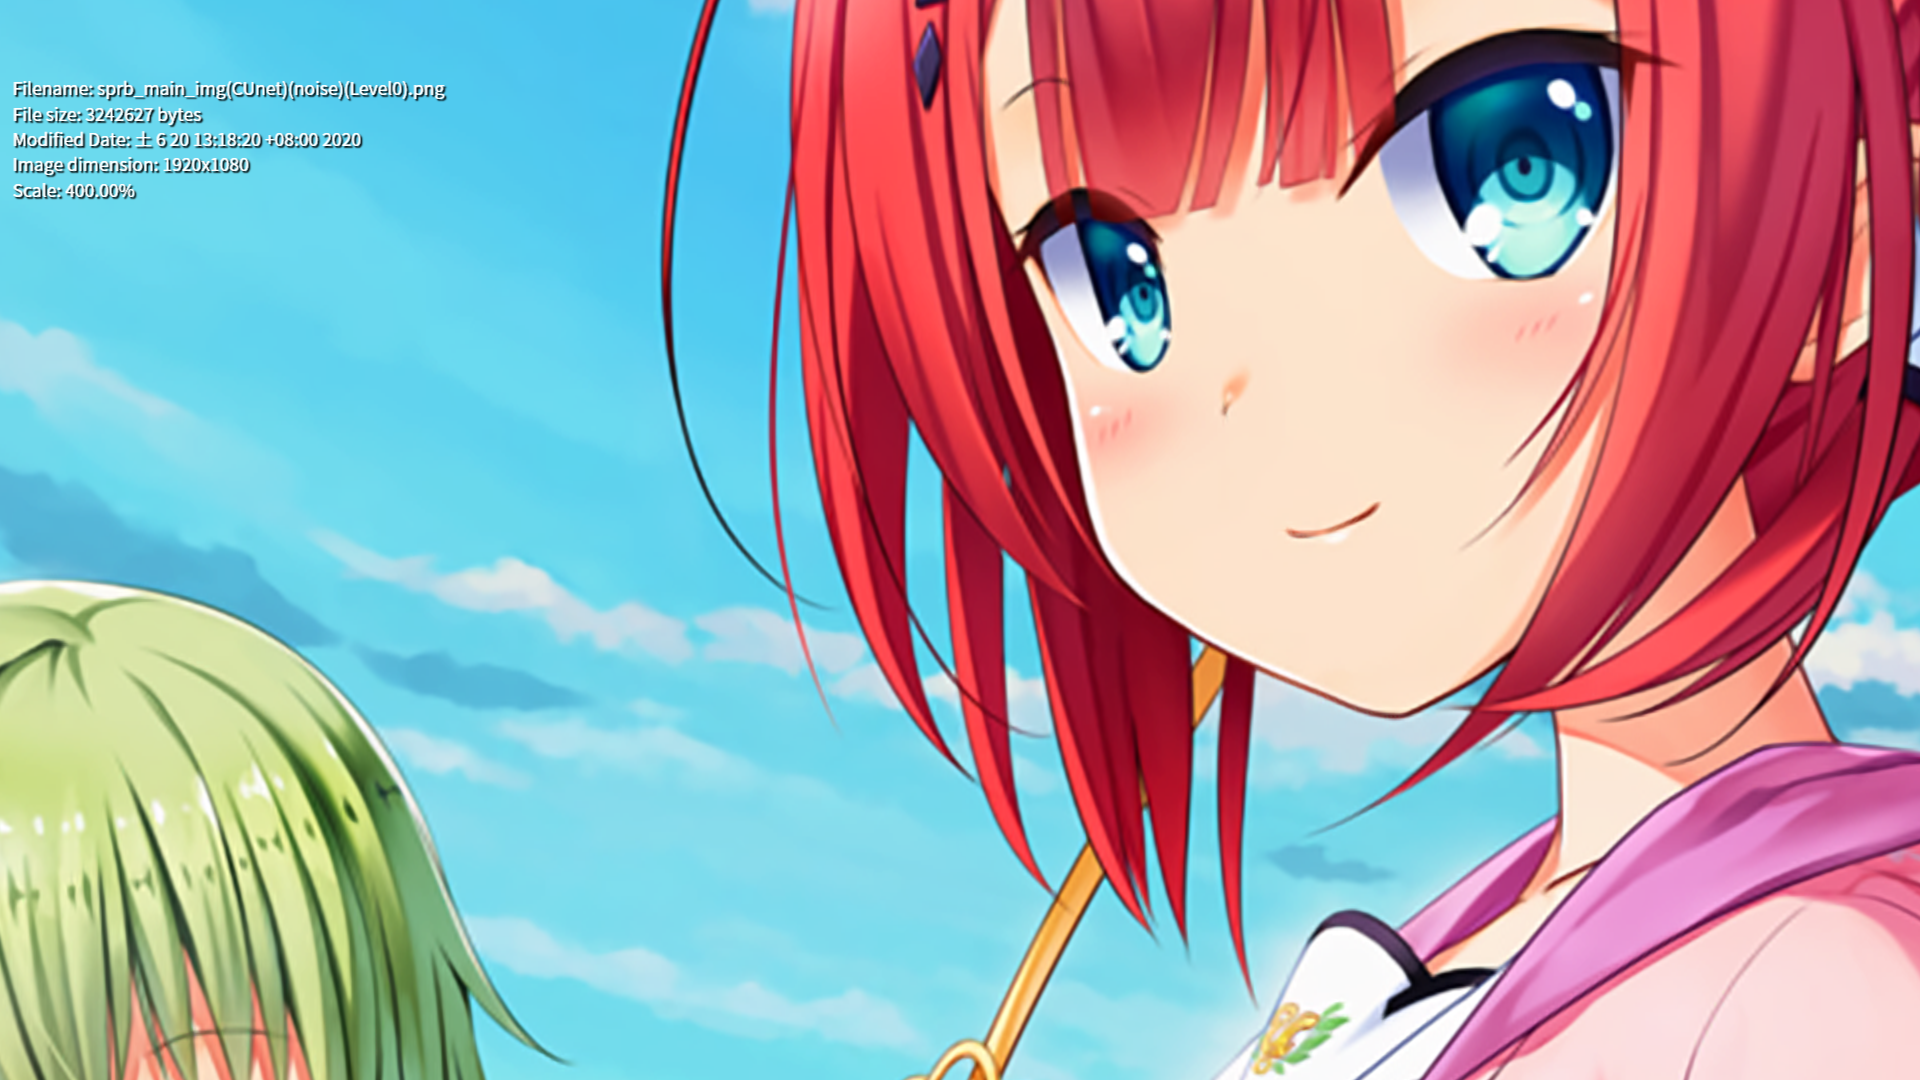 Filename: sprb_main_img(CUnet)(noise)(Level0).png
File size: 3242627 bytes
Modified Date: 土 6 20 13:18:20 +08:00 2020
Image dimension: 1920x1080
Scale: 400.00%